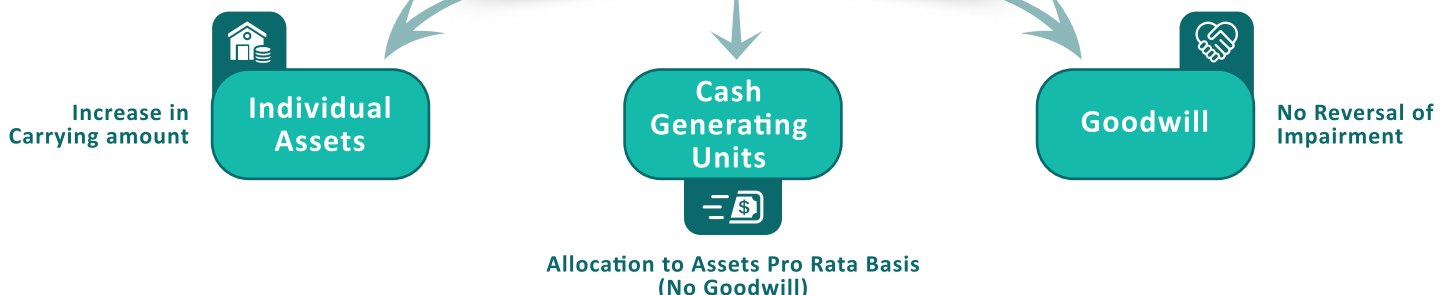 Increase in
Carrying amount
Individual
Assets
Cash
Generating
Units
$
Allocation to Assets Pro Rata Basis
(No Goodwill)
Goodwill
No Reversal of
Impairment